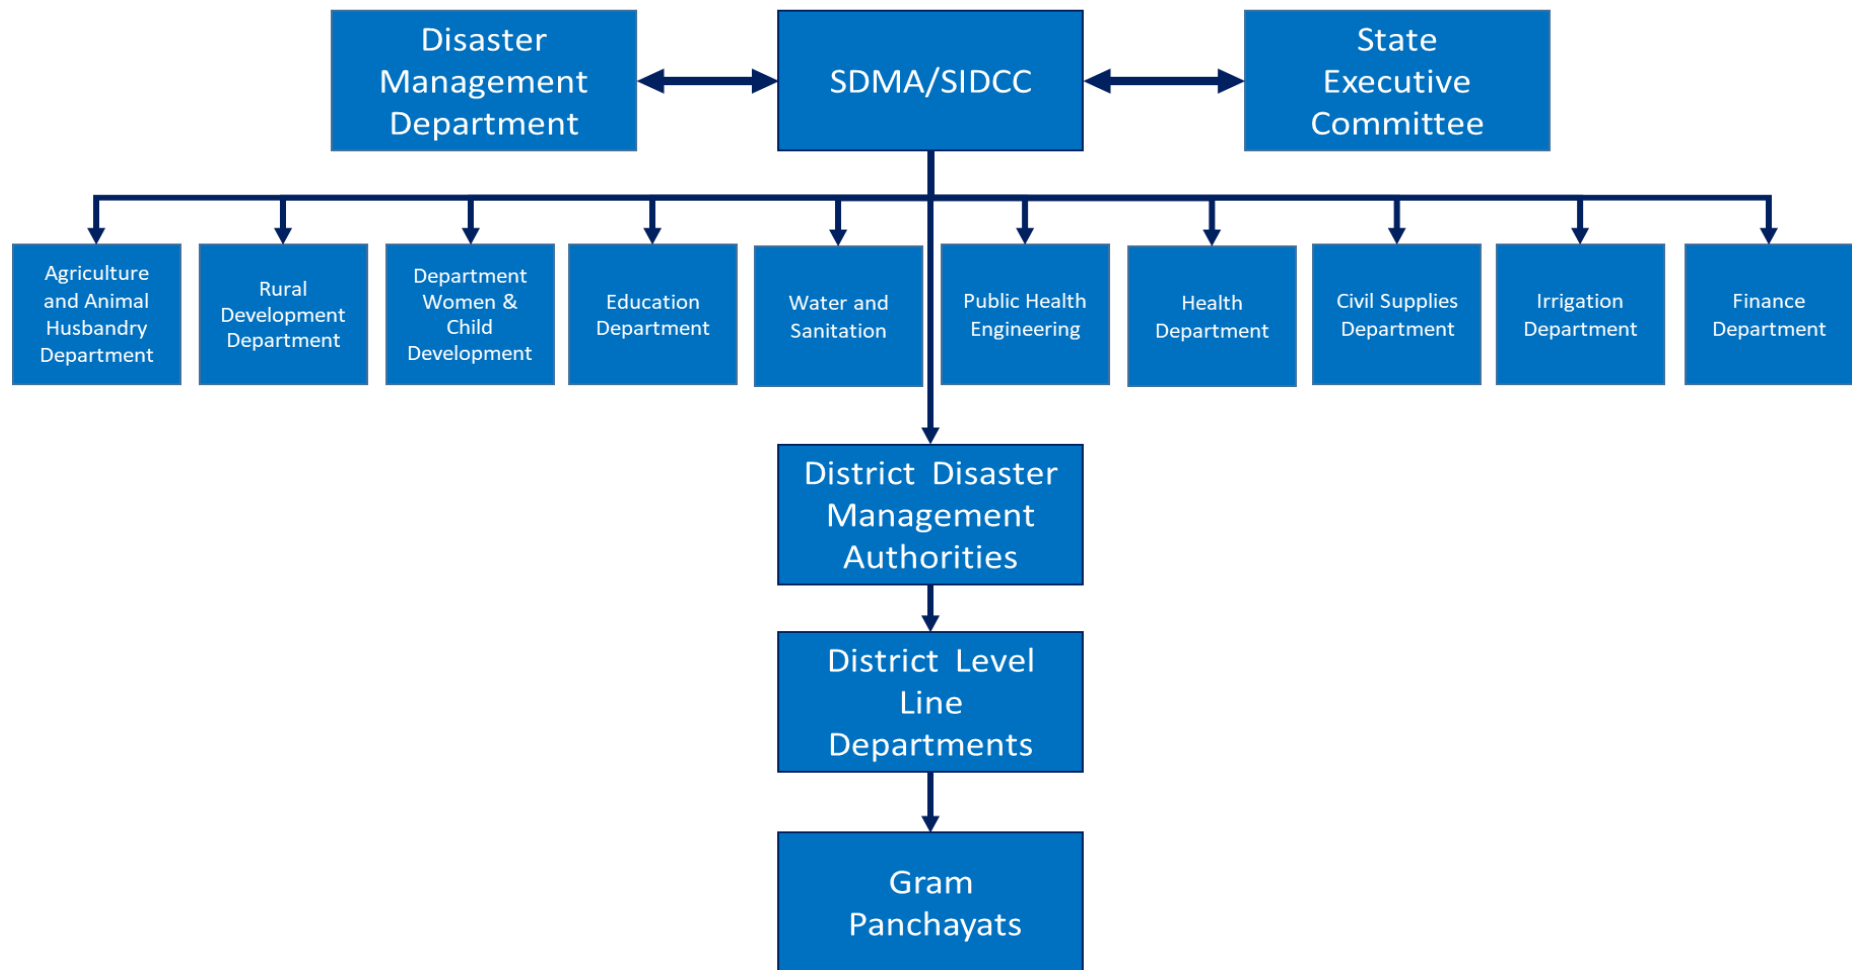 Disaster
Management
Department
SDMA/SIDCC
State
Executive
Committee
Agriculture
and Animal
Husbandry
Department
Rural
Development
Department
Department
Women &
Child
Development
Education
Department
Water and
Sanitation
Public Health
Engineering
Health
Department
Civil Supplies
Department
Irrigation
Department
Finance
Department
District Disaster
Management
Authorities
District Level
Line
Departments
Gram
Panchayats